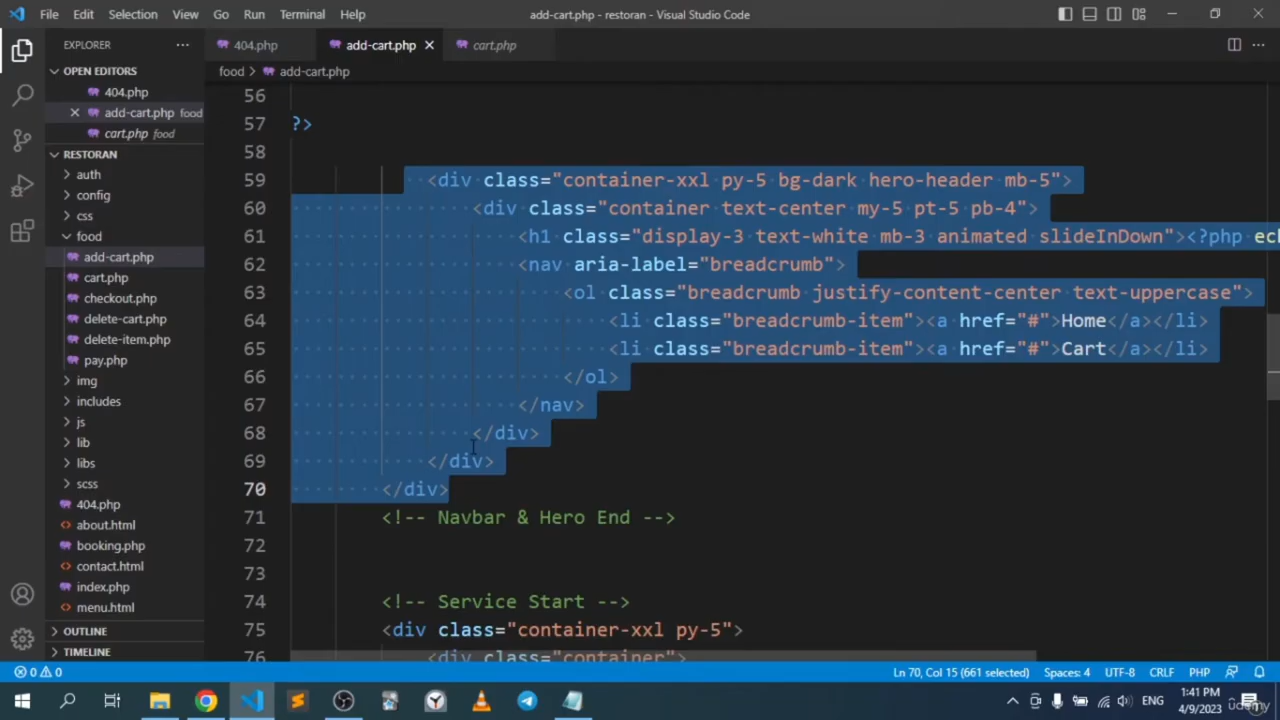 File Edit Selection View Go Run Terminal Help
add-cart.php - restoran - Visual Studio Code
EXPLORER
404.php
add-cart.php
cart.php
OPEN EDITORS
food > add-cart.php
404.php
add-cart.php food
cart.php food
RESTORAN
auth
config
css
food
add-cart.php
cart.php
checkout.php
delete-cart.php
delete-item.php
pay.php
img
includes
js
lib
libs
scss
404.php
about.html
booking.php
contact.html
index.php
menu.html
OUTLINE
TIMELINE
56
57 ?>
58
59 <div class="container-xxl py-5 bg-dark hero-header mb-5">
60 <div class="container text-center my-5 pt-5 pb-4">
61 <h1 class="display-3 text-white mb-3 animated slideInDown"><?php ech
62 <nav aria-label="breadcrumb">
63 <ol class="breadcrumb justify-content-center text-uppercase">
64 <li class="breadcrumb-item"><a href="#">Home</a></li>
65 <li class="breadcrumb-item"><a href="#">Cart</a></li>
66 </ol>
67 </nav>
68 </div>
69 </div>
70 </div>
71 <!-- Navbar & Hero End -->
72
73
74 <!-- Service Start -->
75 <div class="container-xxl py-5">
76 <div class="container">
0 0
Ln 70, Col 15 (661 selected) Spaces: 4 UTF-8 CRLF PHP
ENG
1:41 PM
4/9/2023
udemy